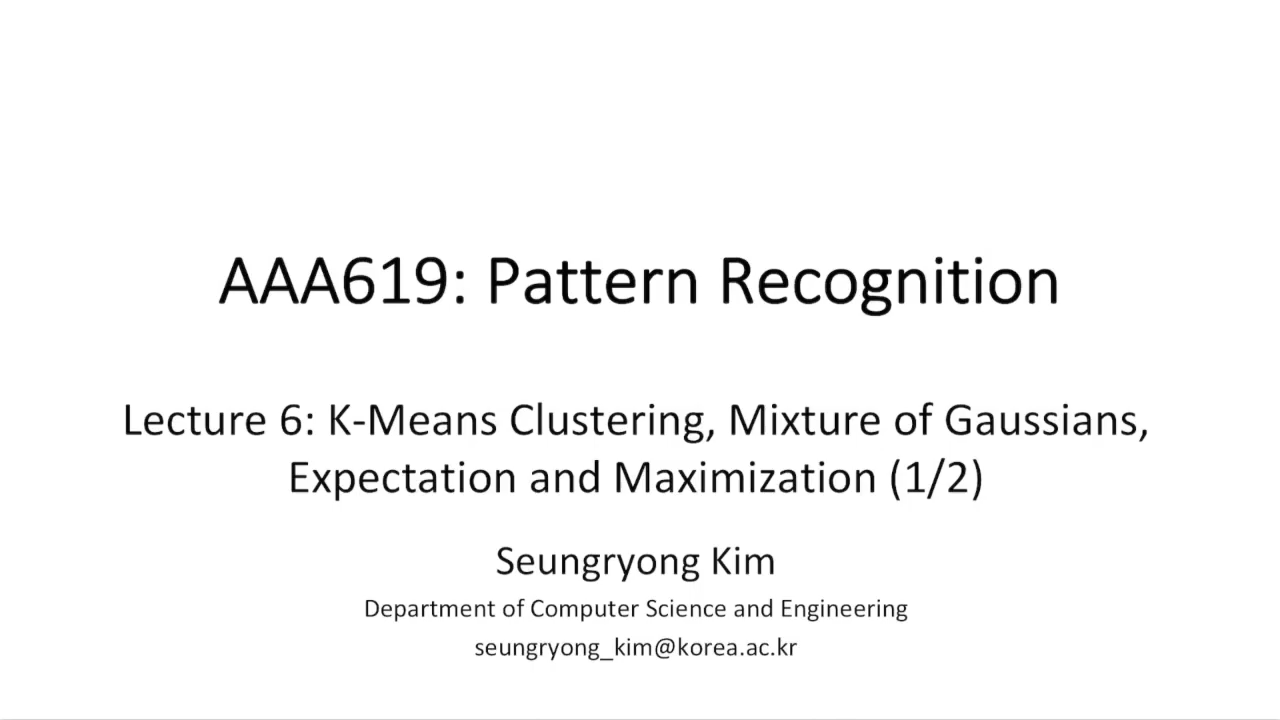 AAA619: Pattern Recognition
Lecture 6: K-Means Clustering, Mixture of Gaussians,
Expectation and Maximization (1/2)
Seungryong Kim
Department of Computer Science and Engineering
seungryong_kim@korea.ac.kr